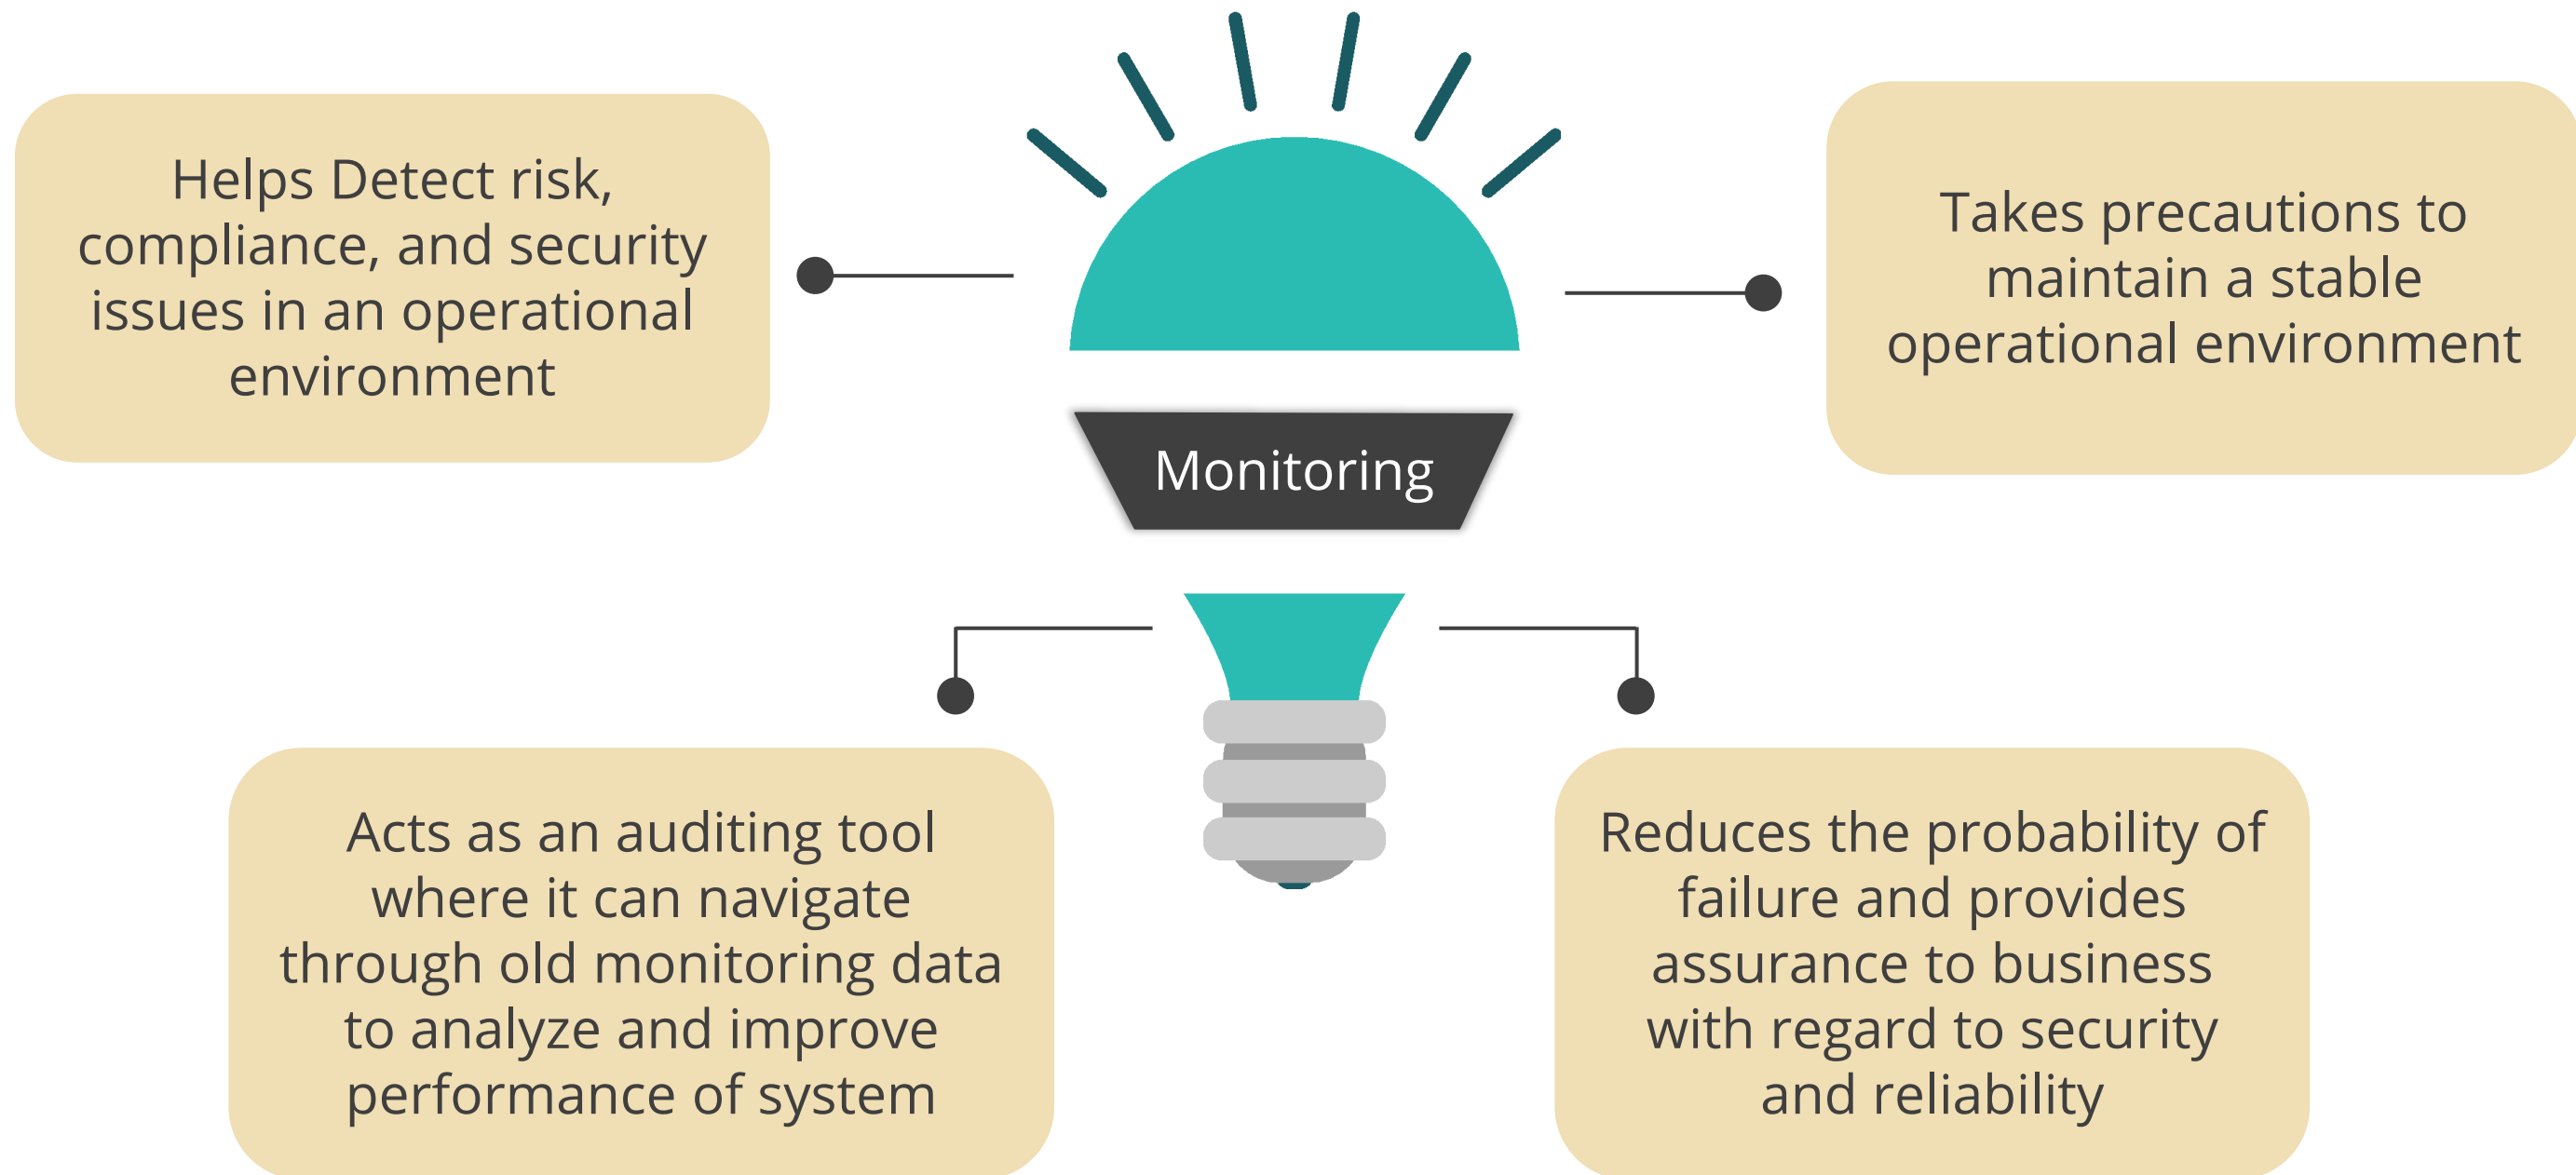 Helps Detect risk,
compliance, and security
issues in an operational
environment
Takes precautions to
maintain a stable
operational environment
Monitoring
Acts as an auditing tool
where it can navigate
through old monitoring data
to analyze and improve
performance of system
Reduces the probability of
failure and provides
assurance to business
with regard to security
and reliability